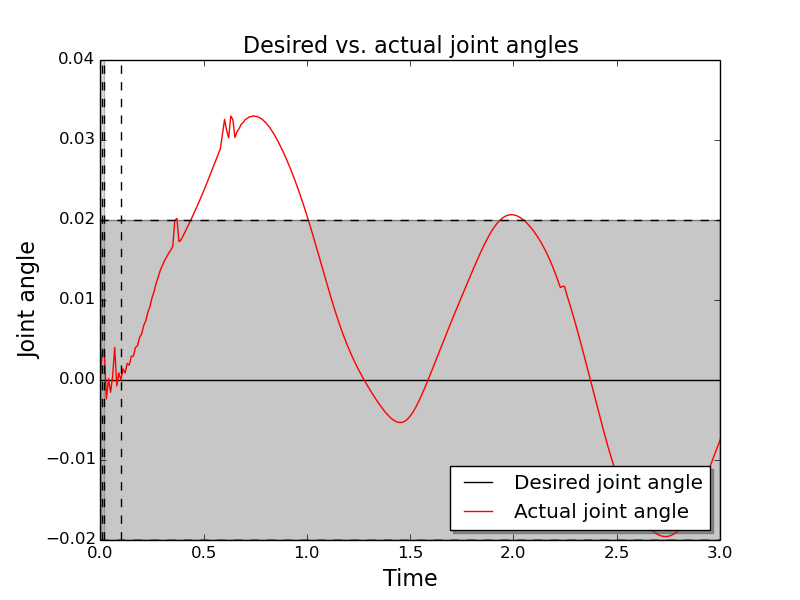 Desired vs. actual joint angles
0.04
0.03
0.02
0.01
0.00
−0.01
−0.02
Joint angle
Desired joint angle
Actual joint angle
0.0 0.5 1.0 1.5 2.0 2.5 3.0
Time